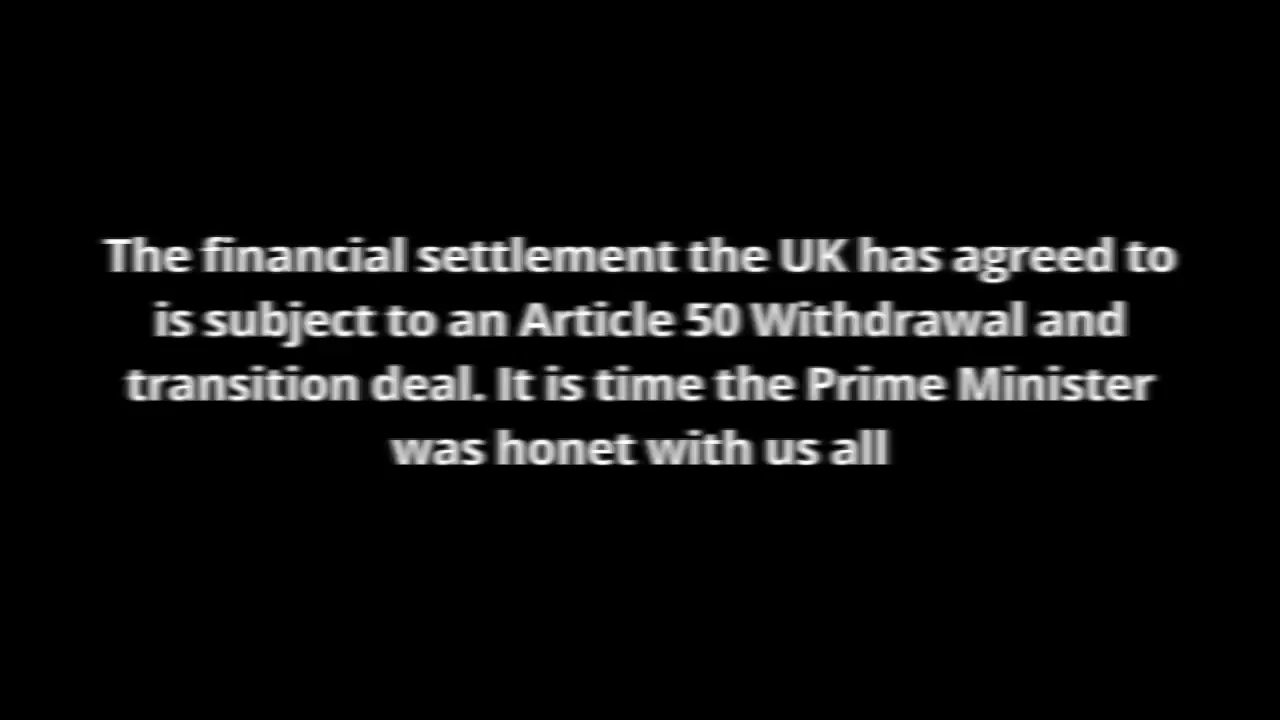 The financial settlement the UK has agreed to
is subject to an Article 50 Withdrawal and
transition deal. It is time the Prime Minister
was honet with us all